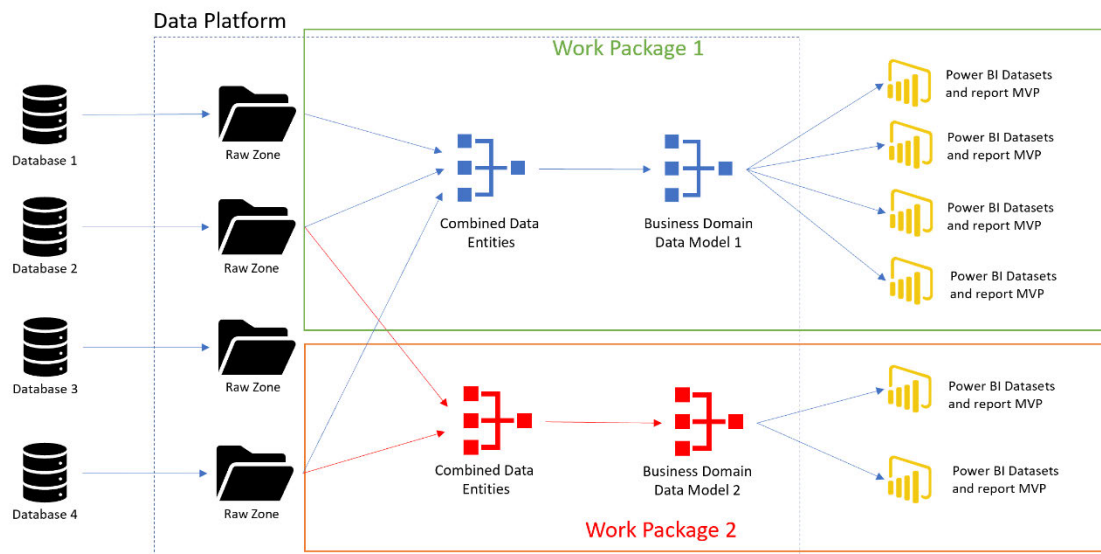 Data Platform
Work Package 1
Database 1
Raw Zone
Combined Data
Entities
Business Domain
Data Model 1
Power BI Datasets
and report MVP
Power BI Datasets
and report MVP
Power BI Datasets
and report MVP
Power BI Datasets
and report MVP
Database 2
Raw Zone
Database 3
Raw Zone
Database 4
Raw Zone
Combined Data
Entities
Business Domain
Data Model 2
Power BI Datasets
and report MVP
Power BI Datasets
and report MVP
Work Package 2